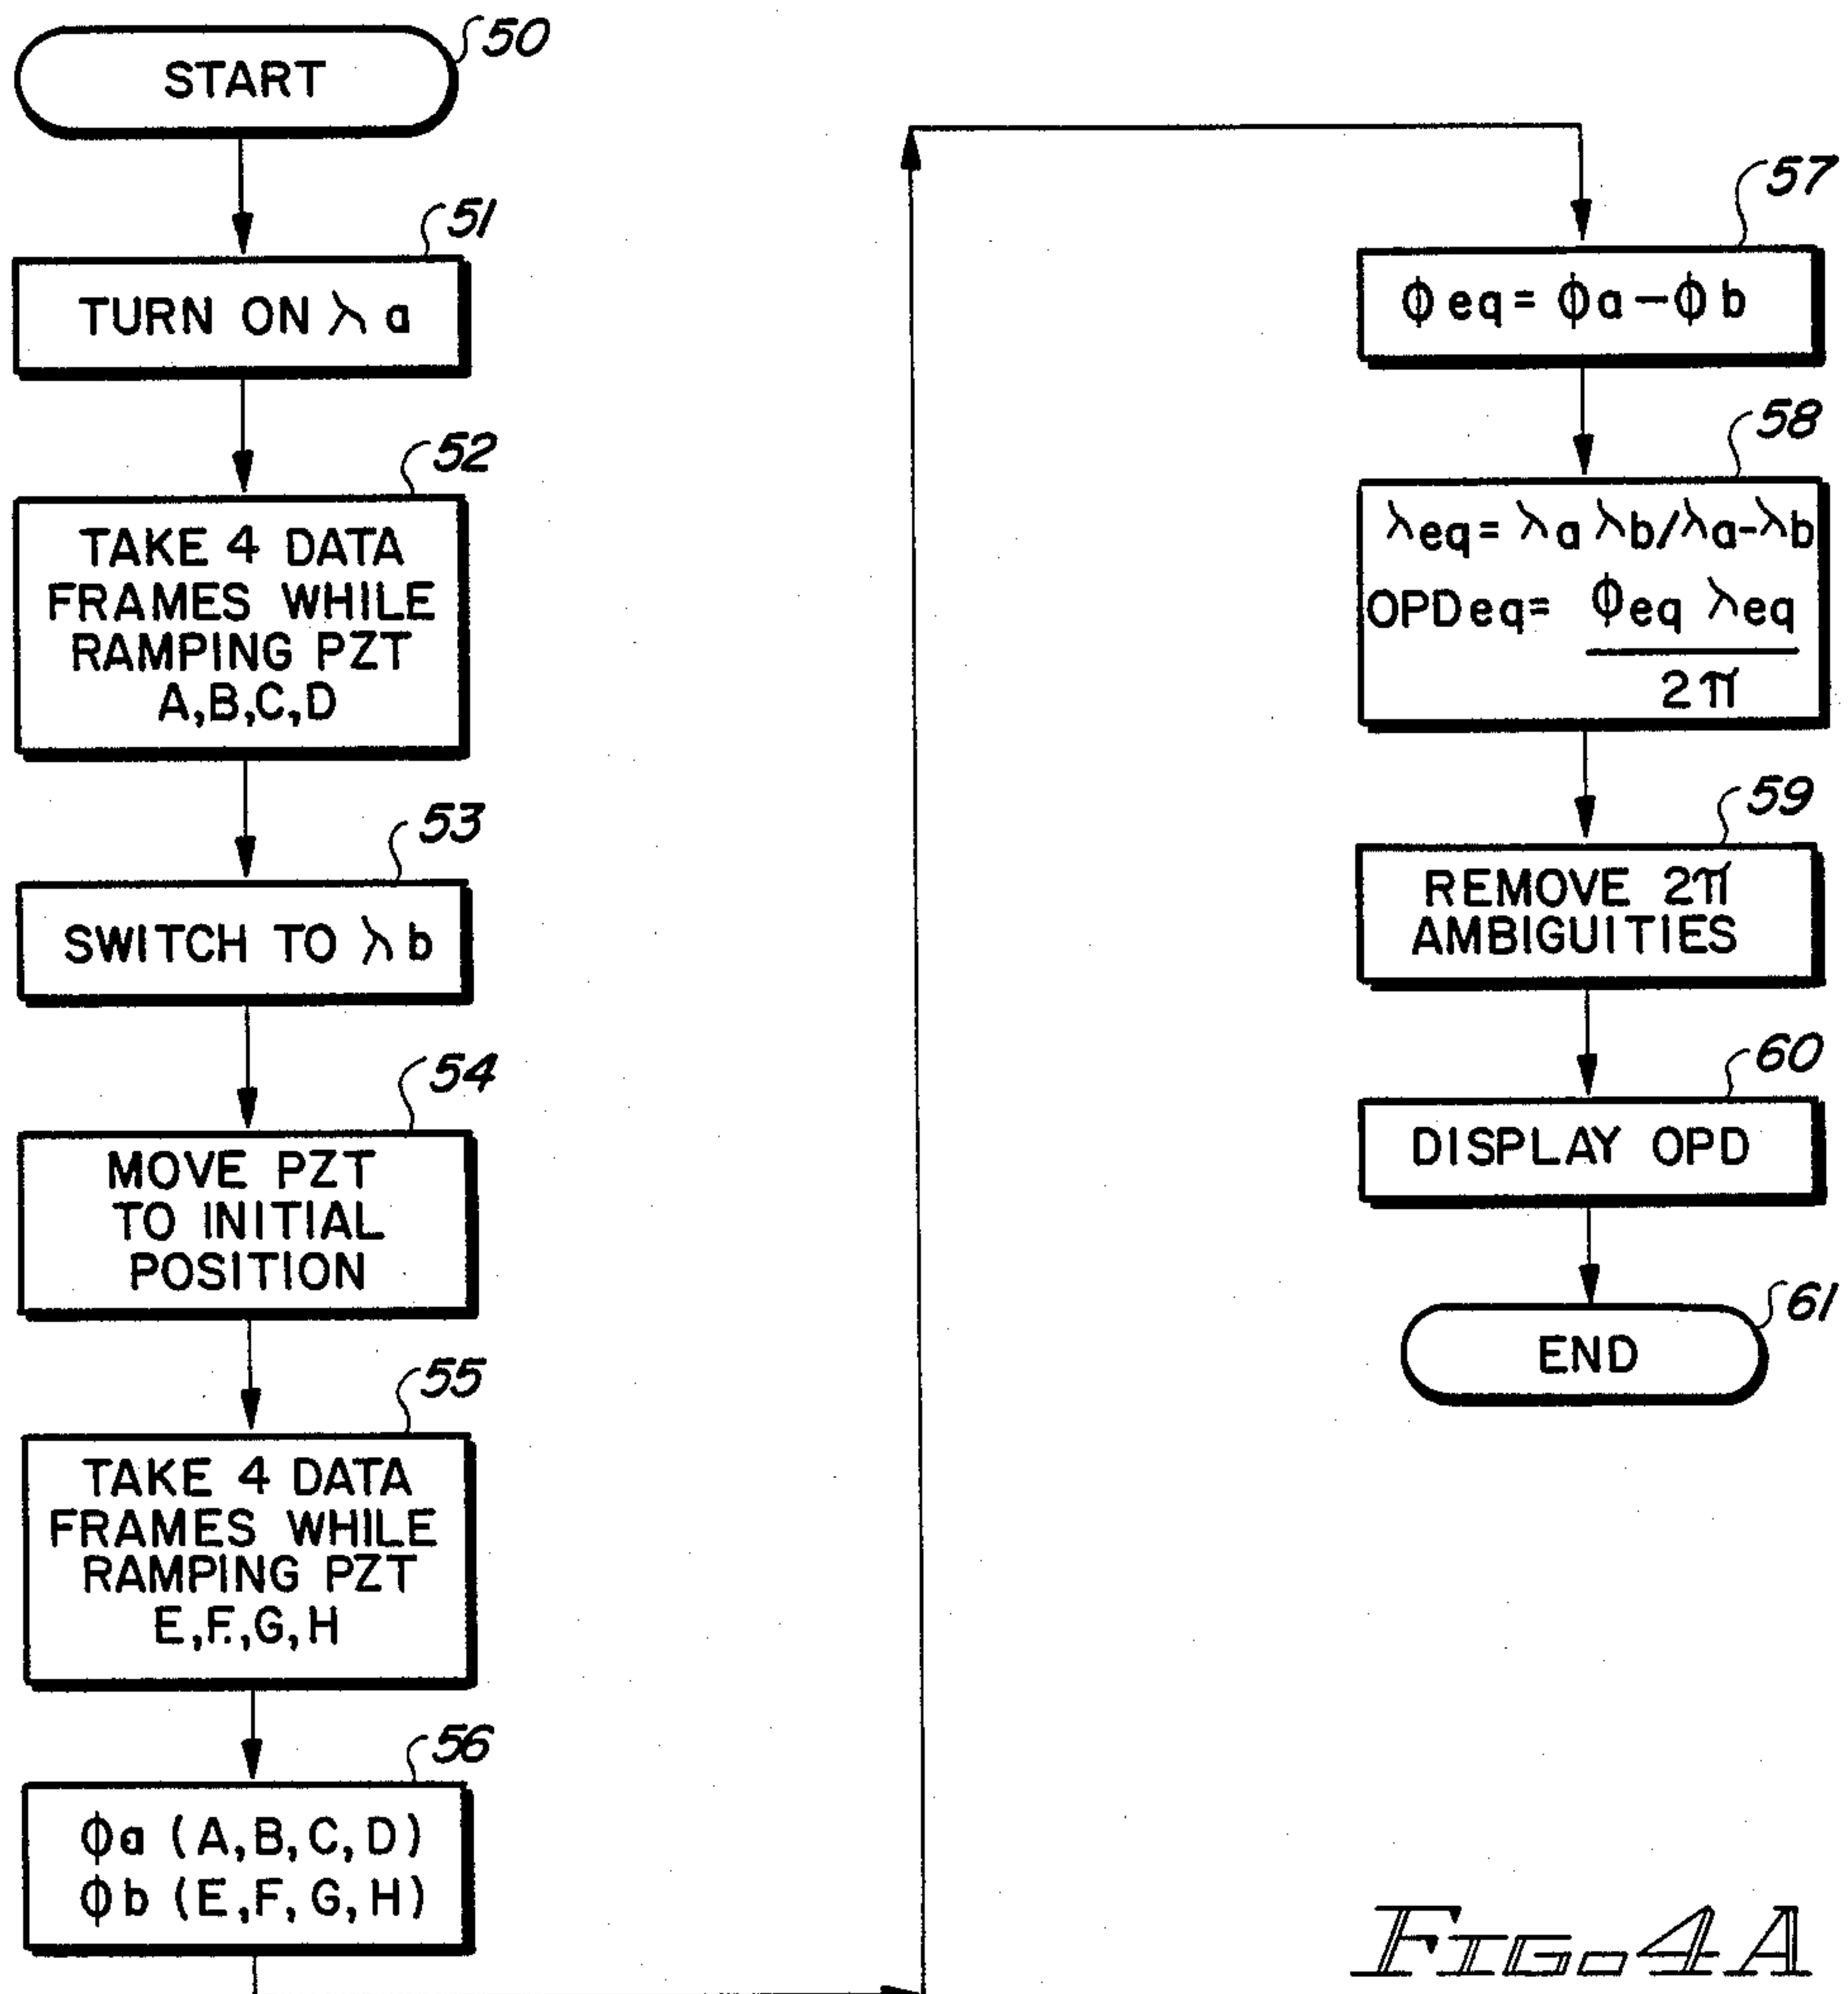 START
50
TURN ON λ a
51
TAKE 4 DATA
FRAMES WHILE
RAMPING PZT
A,B,C,D
52
SWITCH TO λ b
53
MOVE PZT
TO INITIAL
POSITION
54
TAKE 4 DATA
FRAMES WHILE
RAMPING PZT
E,F,G,H
55
ϕa (A,B,C,D)
ϕb (E,F,G,H)
56
ϕeq = ϕa − ϕb
57
λeq = λa λb/λa-λb
OPDeq = ϕeq λeq
2π
58
REMOVE 2π
AMBIGUITIES
59
DISPLAY OPD
60
END
61
FIG. 4A